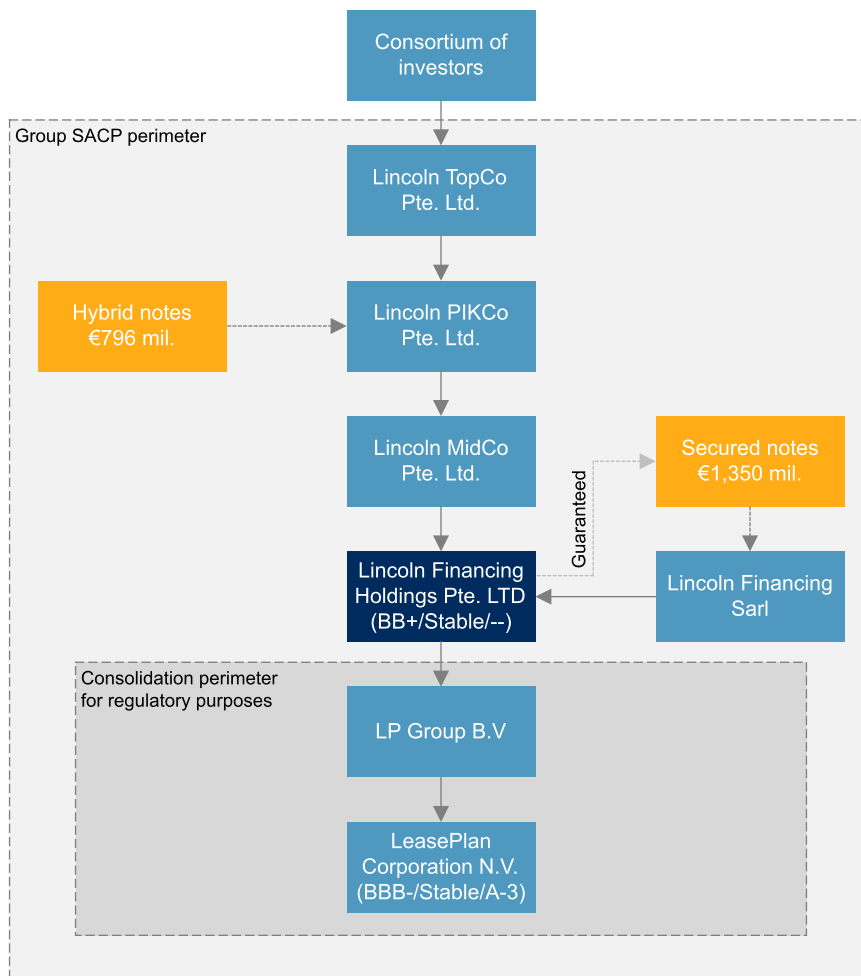 Consortium of
investors
Group SACP perimeter
Lincoln TopCo
Pte. Ltd.
Hybrid notes
€796 mil.
Lincoln PIKCo
Pte. Ltd.
Lincoln MidCo
Pte. Ltd.
Secured notes
€1,350 mil.
Guaranteed
Lincoln Financing
Holdings Pte. LTD
(BB+/Stable/--)
Lincoln Financing
Sarl
Consolidation perimeter
for regulatory purposes
LP Group B.V
LeasePlan
Corporation N.V.
(BBB-/Stable/A-3)